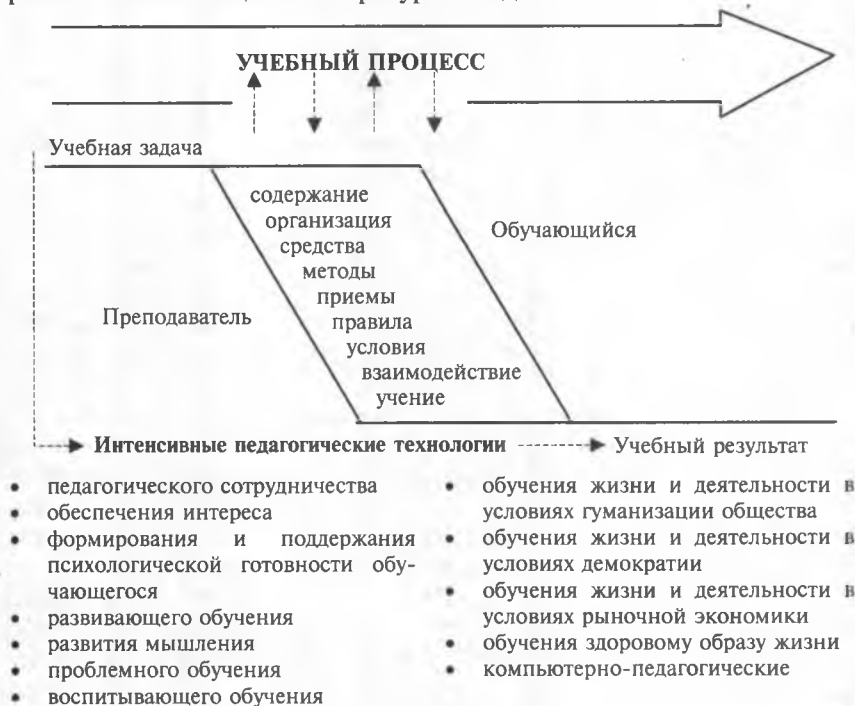 УЧЕБНЫЙ ПРОЦЕСС
Учебная задача
содержание
организация
средства
методы
приемы
правила
условия
взаимодействие
учение
Преподаватель
Обучающийся
Интенсивные педагогические технологии
Учебный результат
• педагогического сотрудничества
• обеспечения интереса
• формирования и поддержания
психологической готовности обу-
чающегося
• развивающего обучения
• развития мышления
• проблемного обучения
• воспитывающего обучения
• обучения жизни и деятельности в
условиях гуманизации общества
• обучения жизни и деятельности в
условиях демократии
• обучения жизни и деятельности в
условиях рыночной экономики
• обучения здоровому образу жизни
• компьютерно-педагогические